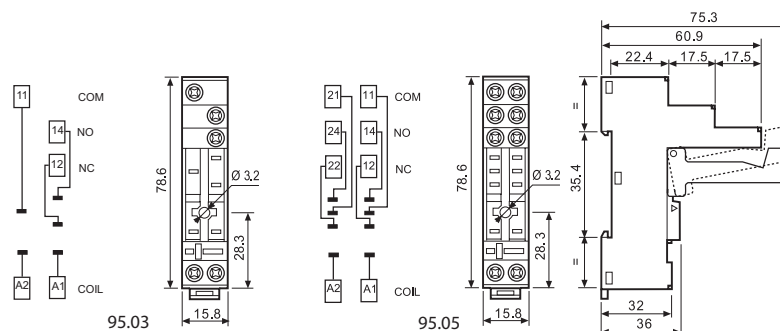 11
COM
14
NO
12
NC
A2
A1
COIL
95.03
78.6
Ø 3.2
28.3
15.8
21
11
COM
24
14
NO
22
12
NC
A2
A1
COIL
95.05
78.6
Ø 3.2
28.3
15.8
75.3
60.9
22.4
17.5
17.5
=
35.4
=
32
36